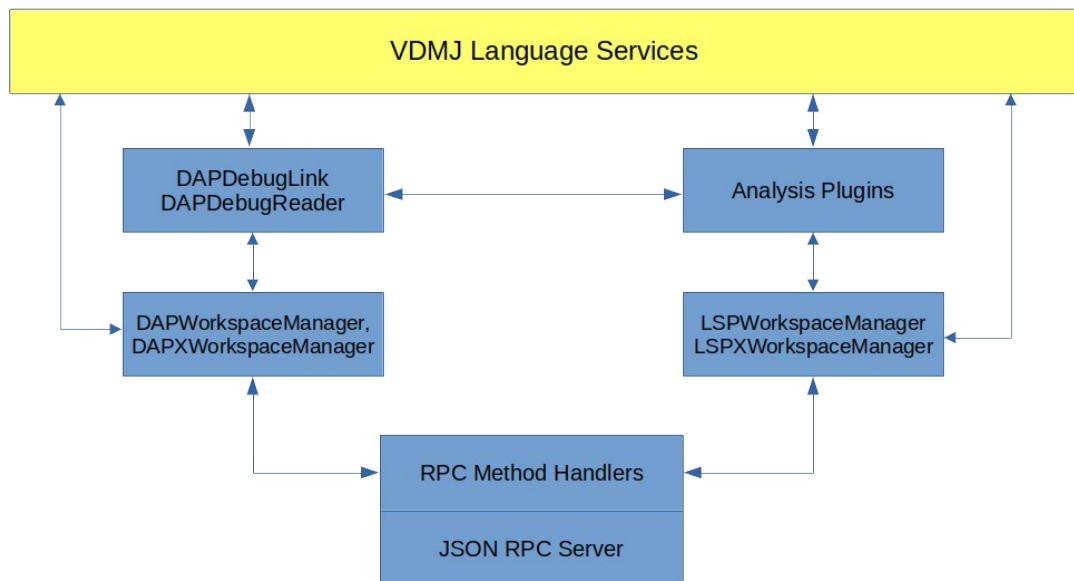 VDMJ Language Services
DAPDebugLink
DAPDebugReader
Analysis Plugins
DAPWorkspaceManager,
DAPXWorkspaceManager
LSPWorkspaceManager
LSPXWorkspaceManager
RPC Method Handlers
JSON RPC Server